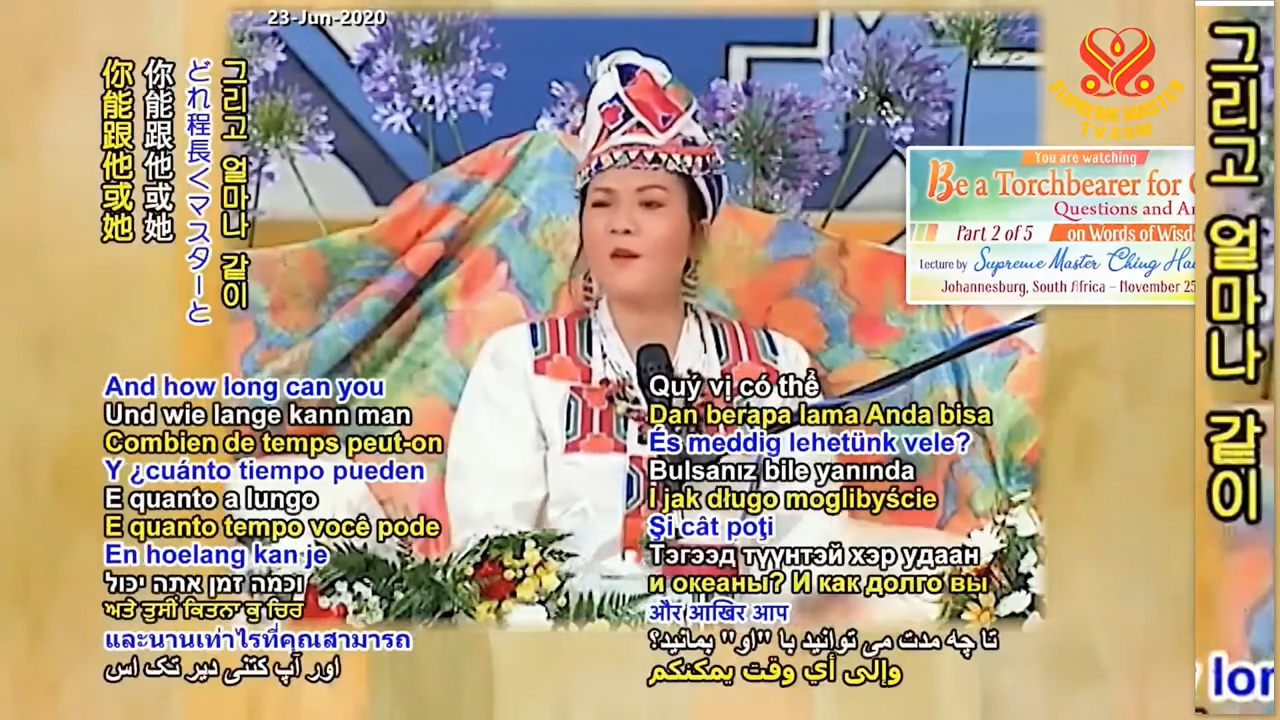 23-Jun-2020
SUPREME MASTER
TV.COM
You are watching
Be a Torchbearer for
Questions and An
Part 2 of 5
on Words of Wisd
Lecture by Supreme Master Ching Hai
Johannesburg, South Africa – November 25
그리고 얼마나 같이
どれ程長くマスターと
你能跟他或她
你能跟他或她
And how long can you
Und wie lange kann man
Combien de temps peut-on
Y ¿cuánto tiempo pueden
E quanto a lungo
E quanto tempo você pode
En hoelang kan je
וכמה זמן אתה יכול
ਅਤੇ ਤੁਸੀਂ ਕਿਤਨਾ ਕੁ ਚਿਰ
และนานเท่าไรที่คุณสามารถ
اور آپ کتنی دیر تک اس
Quý vị có thể
Dan berapa lama Anda bisa
És meddig lehetünk vele?
Bulsanız bile yanında
I jak długo moglibyście
Şi cât poţi
Тэгээд түүнтэй хэр удаан
и океаны? И как долго вы
और आखिर आप
تا چه مدت می توانید با "او" بمانید؟
وإلى أي وقت يمكنكم
그리고 얼마나 같이
lon